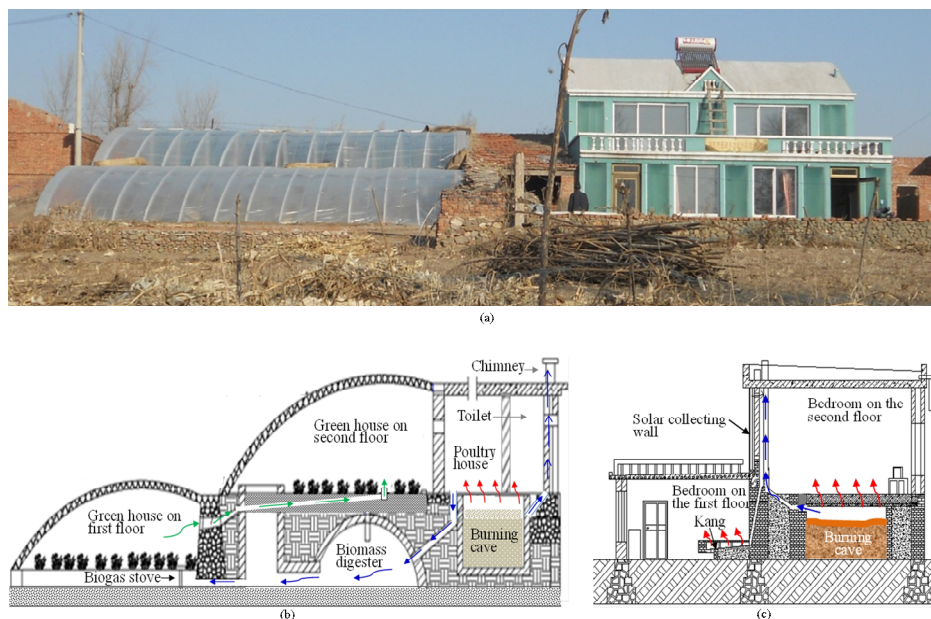 (a)
Chimney
Toilet
Green house on
second floor
Poultry
house
Green house on
first floor
Burning
cave
Biomass
digester
Biogas stove
(b)
Bedroom on the
second floor
Solar collecting
wall
Bedroom on
the first floor
Kang
Burning
cave
(c)